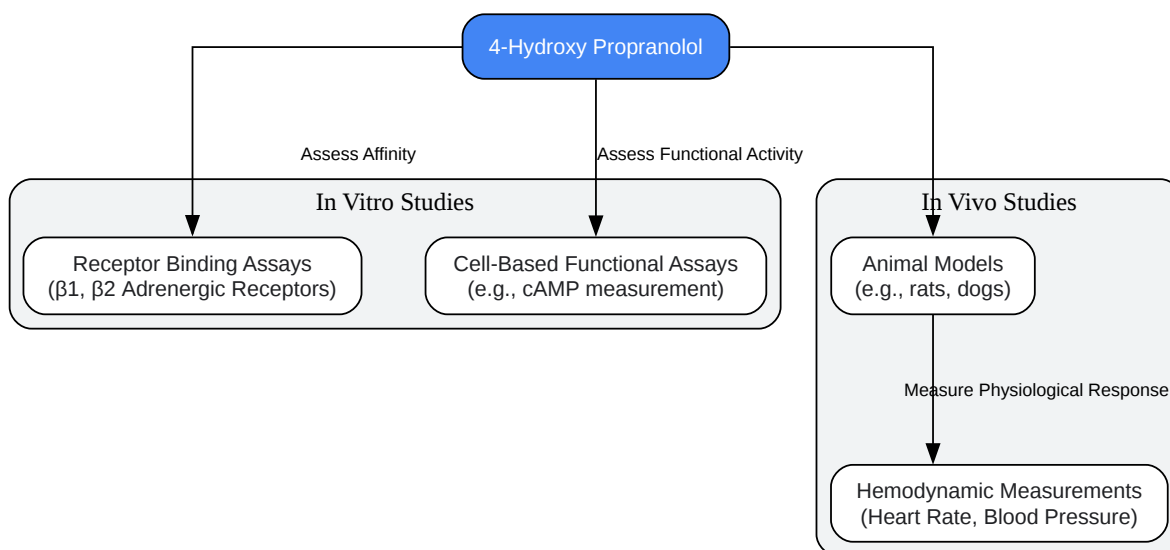 4-Hydroxy Propranolol
Assess Affinity
Assess Functional Activity
In Vitro Studies
In Vivo Studies
Receptor Binding Assays
(β1, β2 Adrenergic Receptors)
Cell-Based Functional Assays
(e.g., cAMP measurement)
Animal Models
(e.g., rats, dogs)
Measure Physiological Response
Hemodynamic Measurements
(Heart Rate, Blood Pressure)